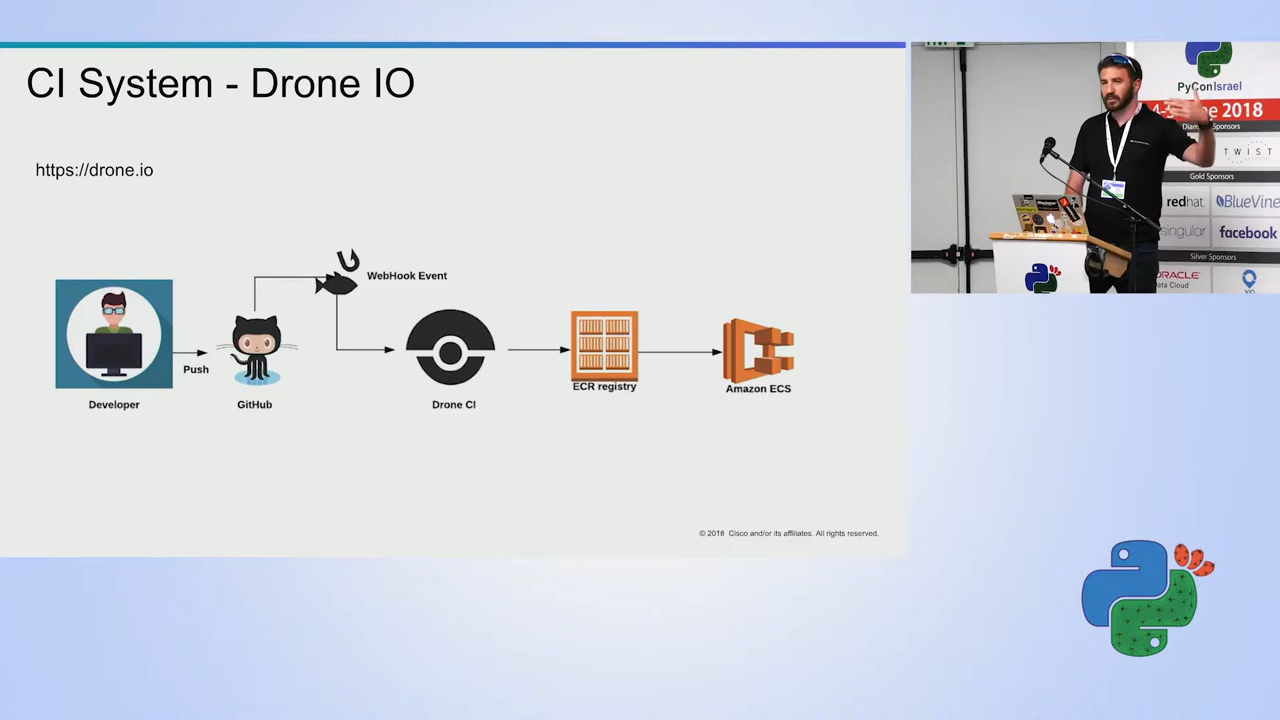 CI System - Drone IO
https://drone.io
WebHook Event
Push
Developer
GitHub
Drone CI
ECR registry
Amazon ECS
© 2018 Cisco and/or its affiliates. All rights reserved.
PyConIsrael
2018
Sponsors
TWIST
Gold Sponsors
redhat
BlueVine
singular
facebook
Silver Sponsors
Data Cloud